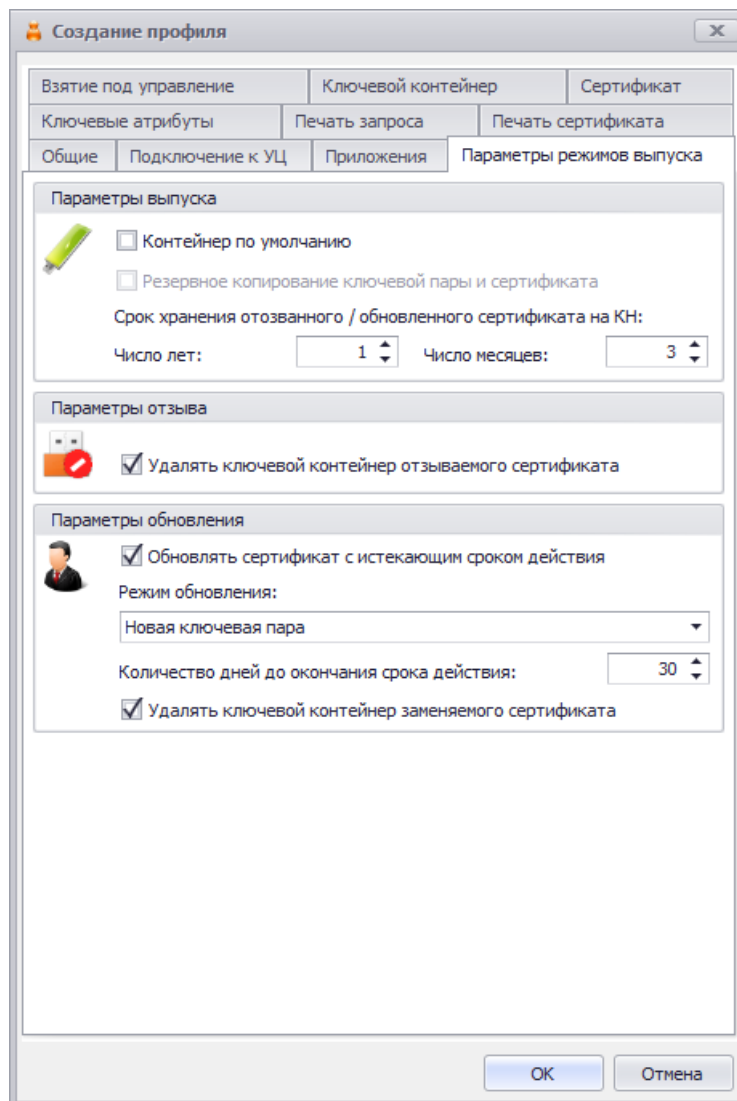 Создание профиля
Взятие под управление Ключевой контейнер Сертификат
Ключевые атрибуты Печать запроса Печать сертификата
Общие Подключение к УЦ Приложения Параметры режимов выпуска
Параметры выпуска
Контейнер по умолчанию
Резервное копирование ключевой пары и сертификата
Срок хранения отозванного / обновленного сертификата на КН:
Число лет: 1 Число месяцев: 3
Параметры отзыва
Удалять ключевой контейнер отзываемого сертификата
Параметры обновления
Обновлять сертификат с истекающим сроком действия
Режим обновления:
Новая ключевая пара
Количество дней до окончания срока действия: 30
Удалять ключевой контейнер заменяемого сертификата
ОК Отмена